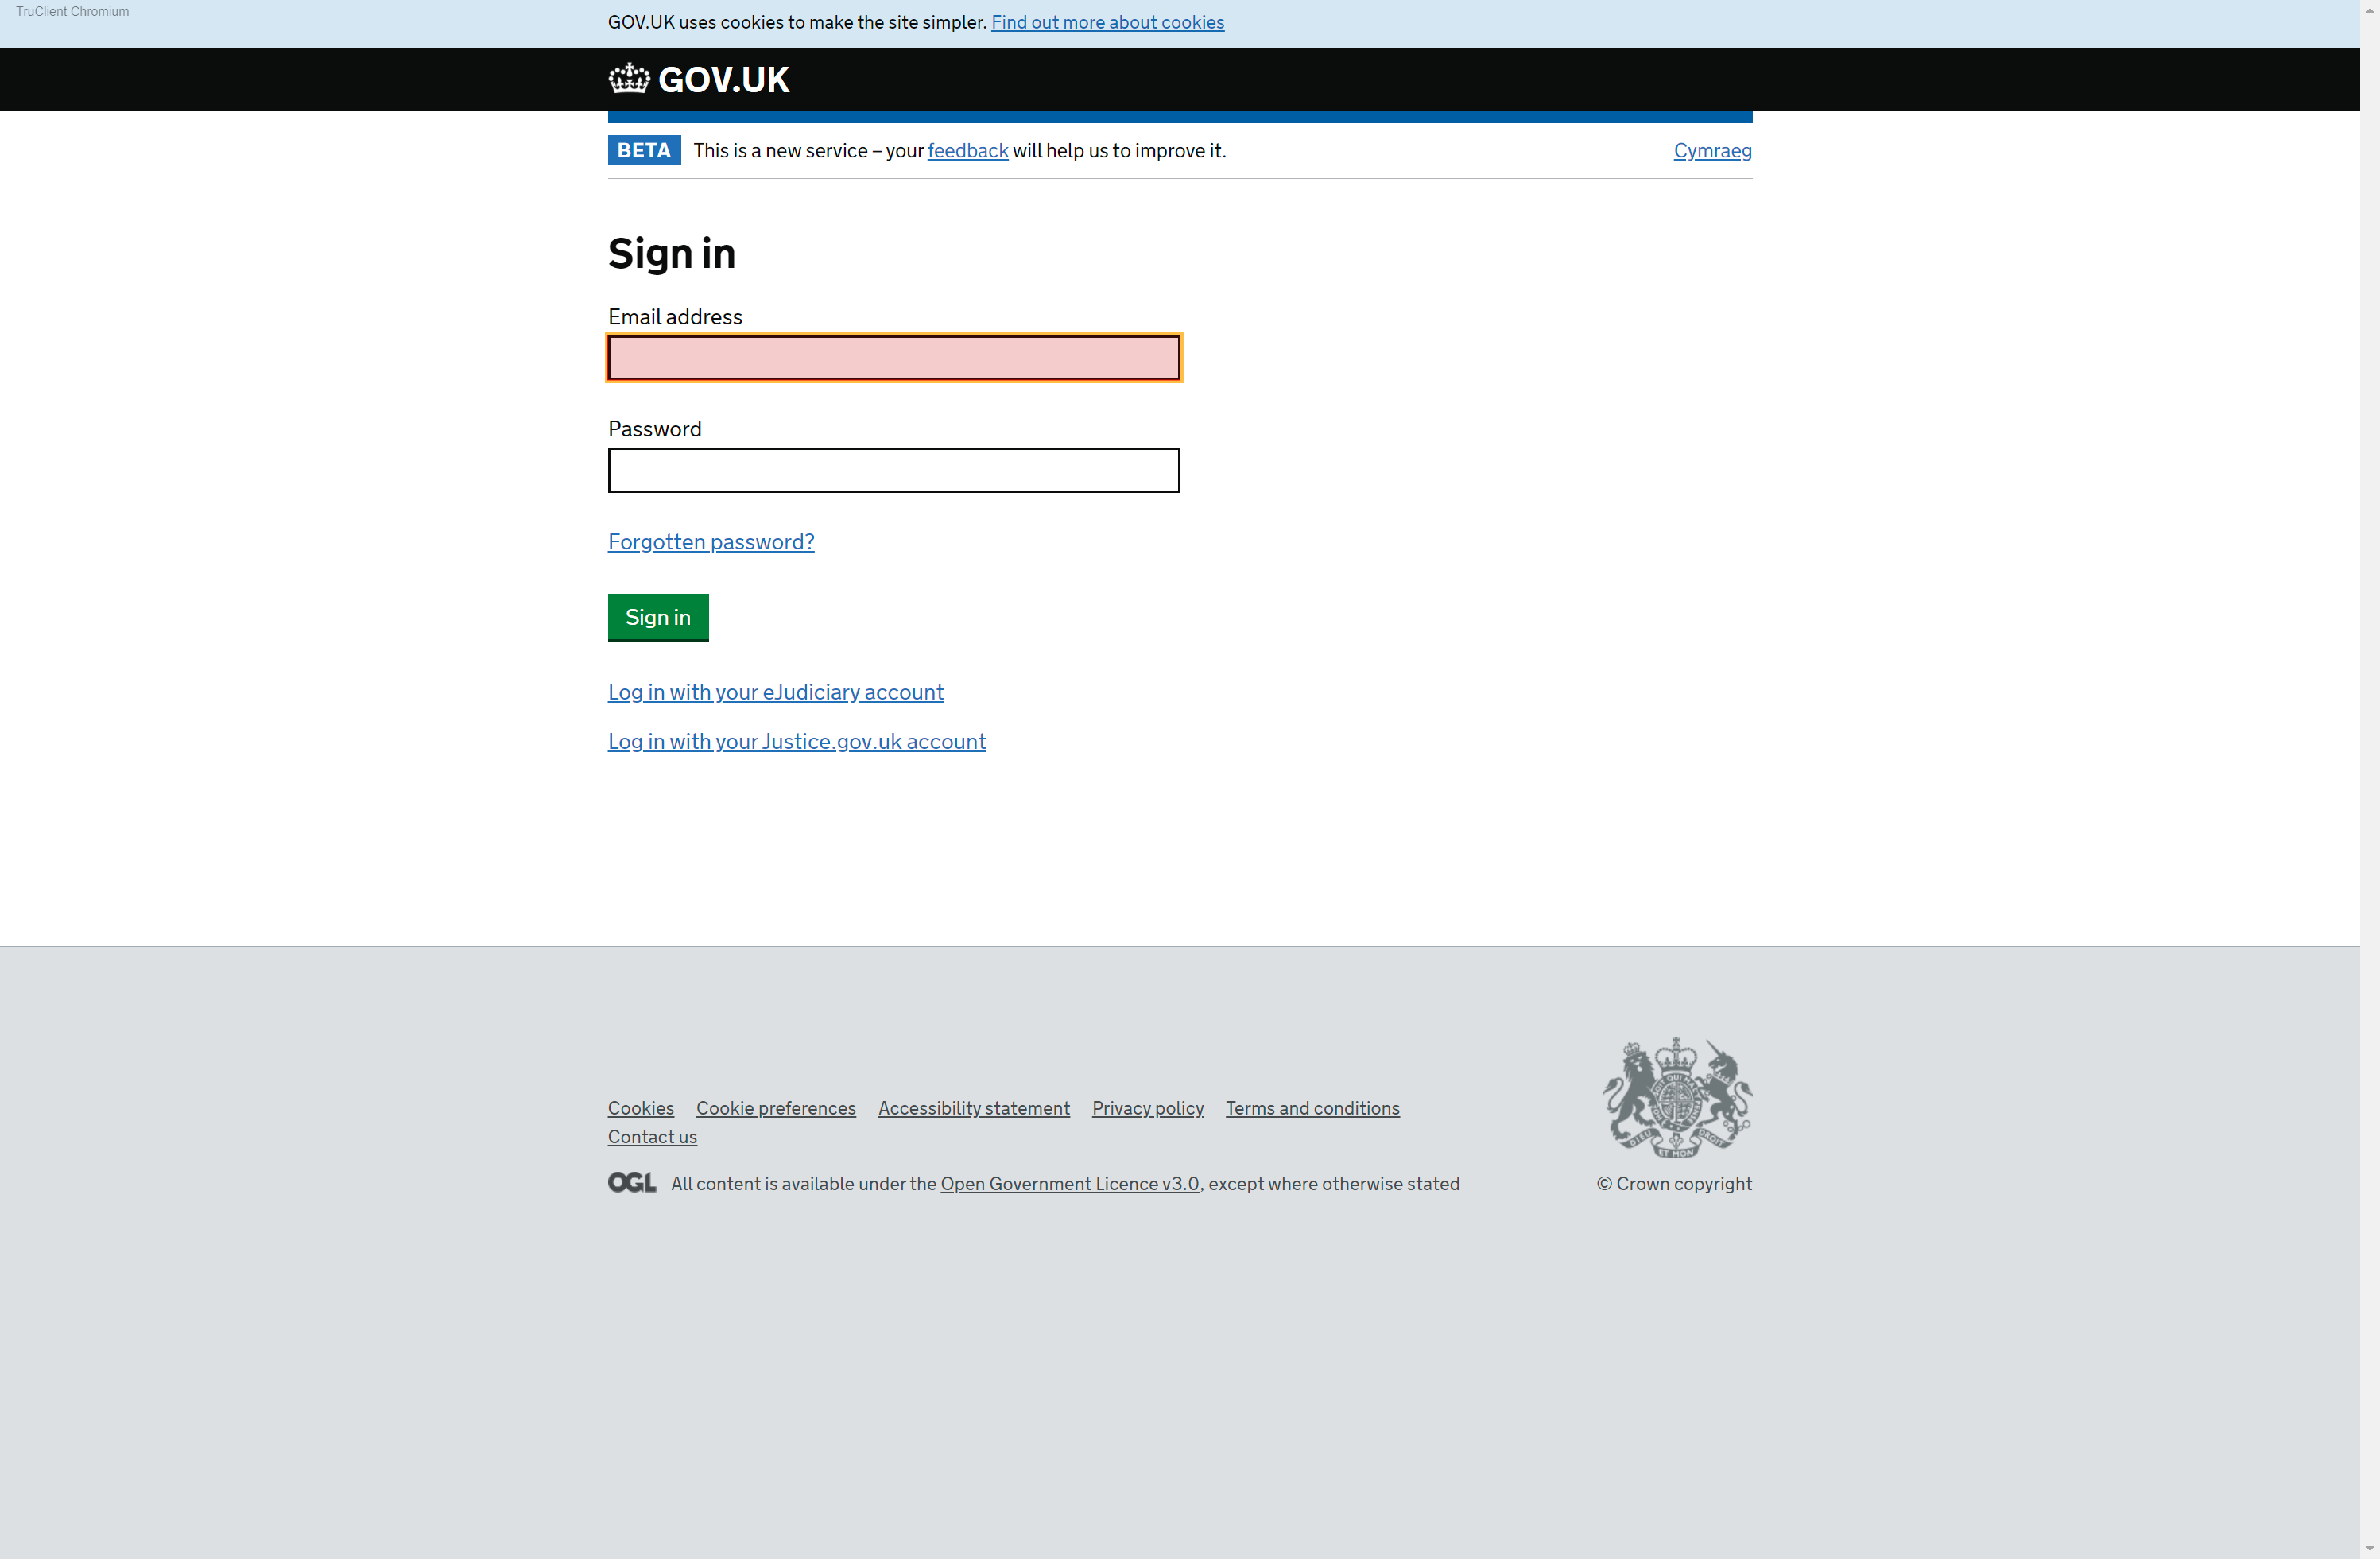 TruClient Chromium
GOV.UK uses cookies to make the site simpler. Find out more about cookies
GOV.UK
BETA This is a new service – your feedback will help us to improve it. Cymraeg
Sign in
Email address
Password
Forgotten password?
Sign in
Log in with your eJudiciary account
Log in with your Justice.gov.uk account
Cookies Cookie preferences Accessibility statement Privacy policy Terms and conditions
Contact us
OGL All content is available under the Open Government Licence v3.0, except where otherwise stated
DIEU ET MON DROIT
© Crown copyright